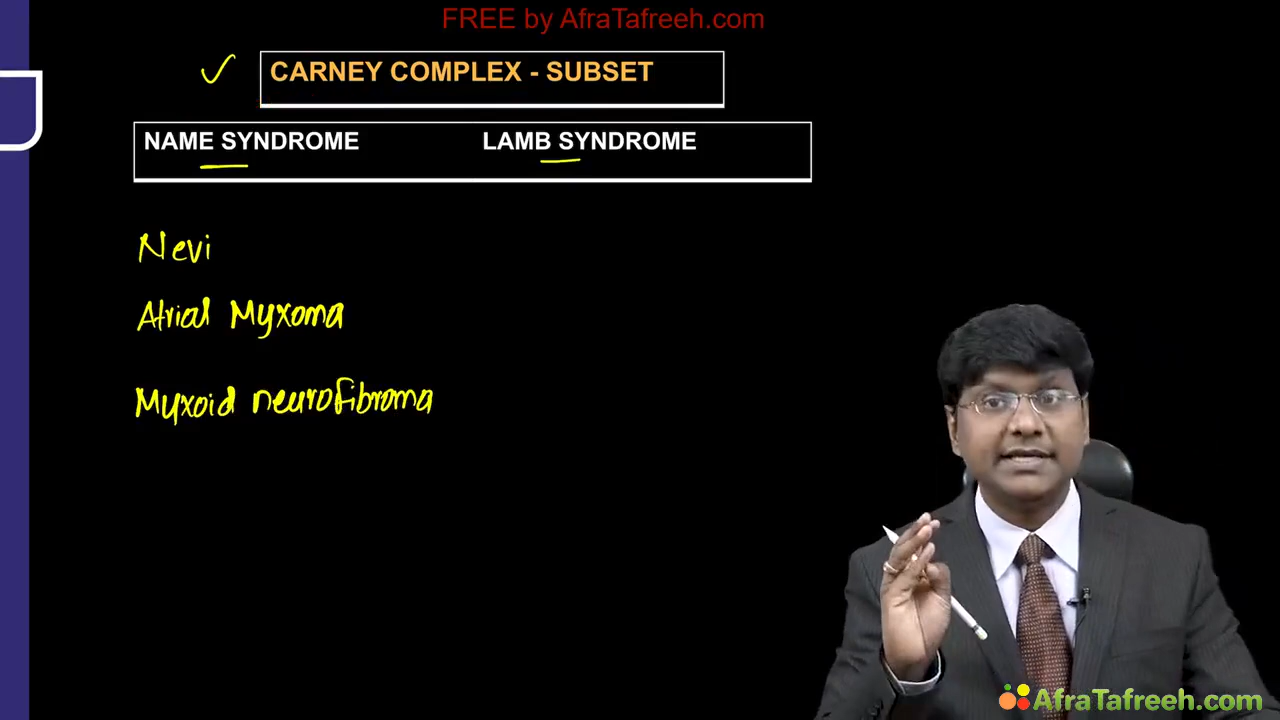 FREE by AfraTafreeh.com
CARNEY COMPLEX - SUBSET
NAME SYNDROME LAMB SYNDROME
Nevi
Atrial Myxoma
Myxoid neurofibroma
AfraTafreeh.com